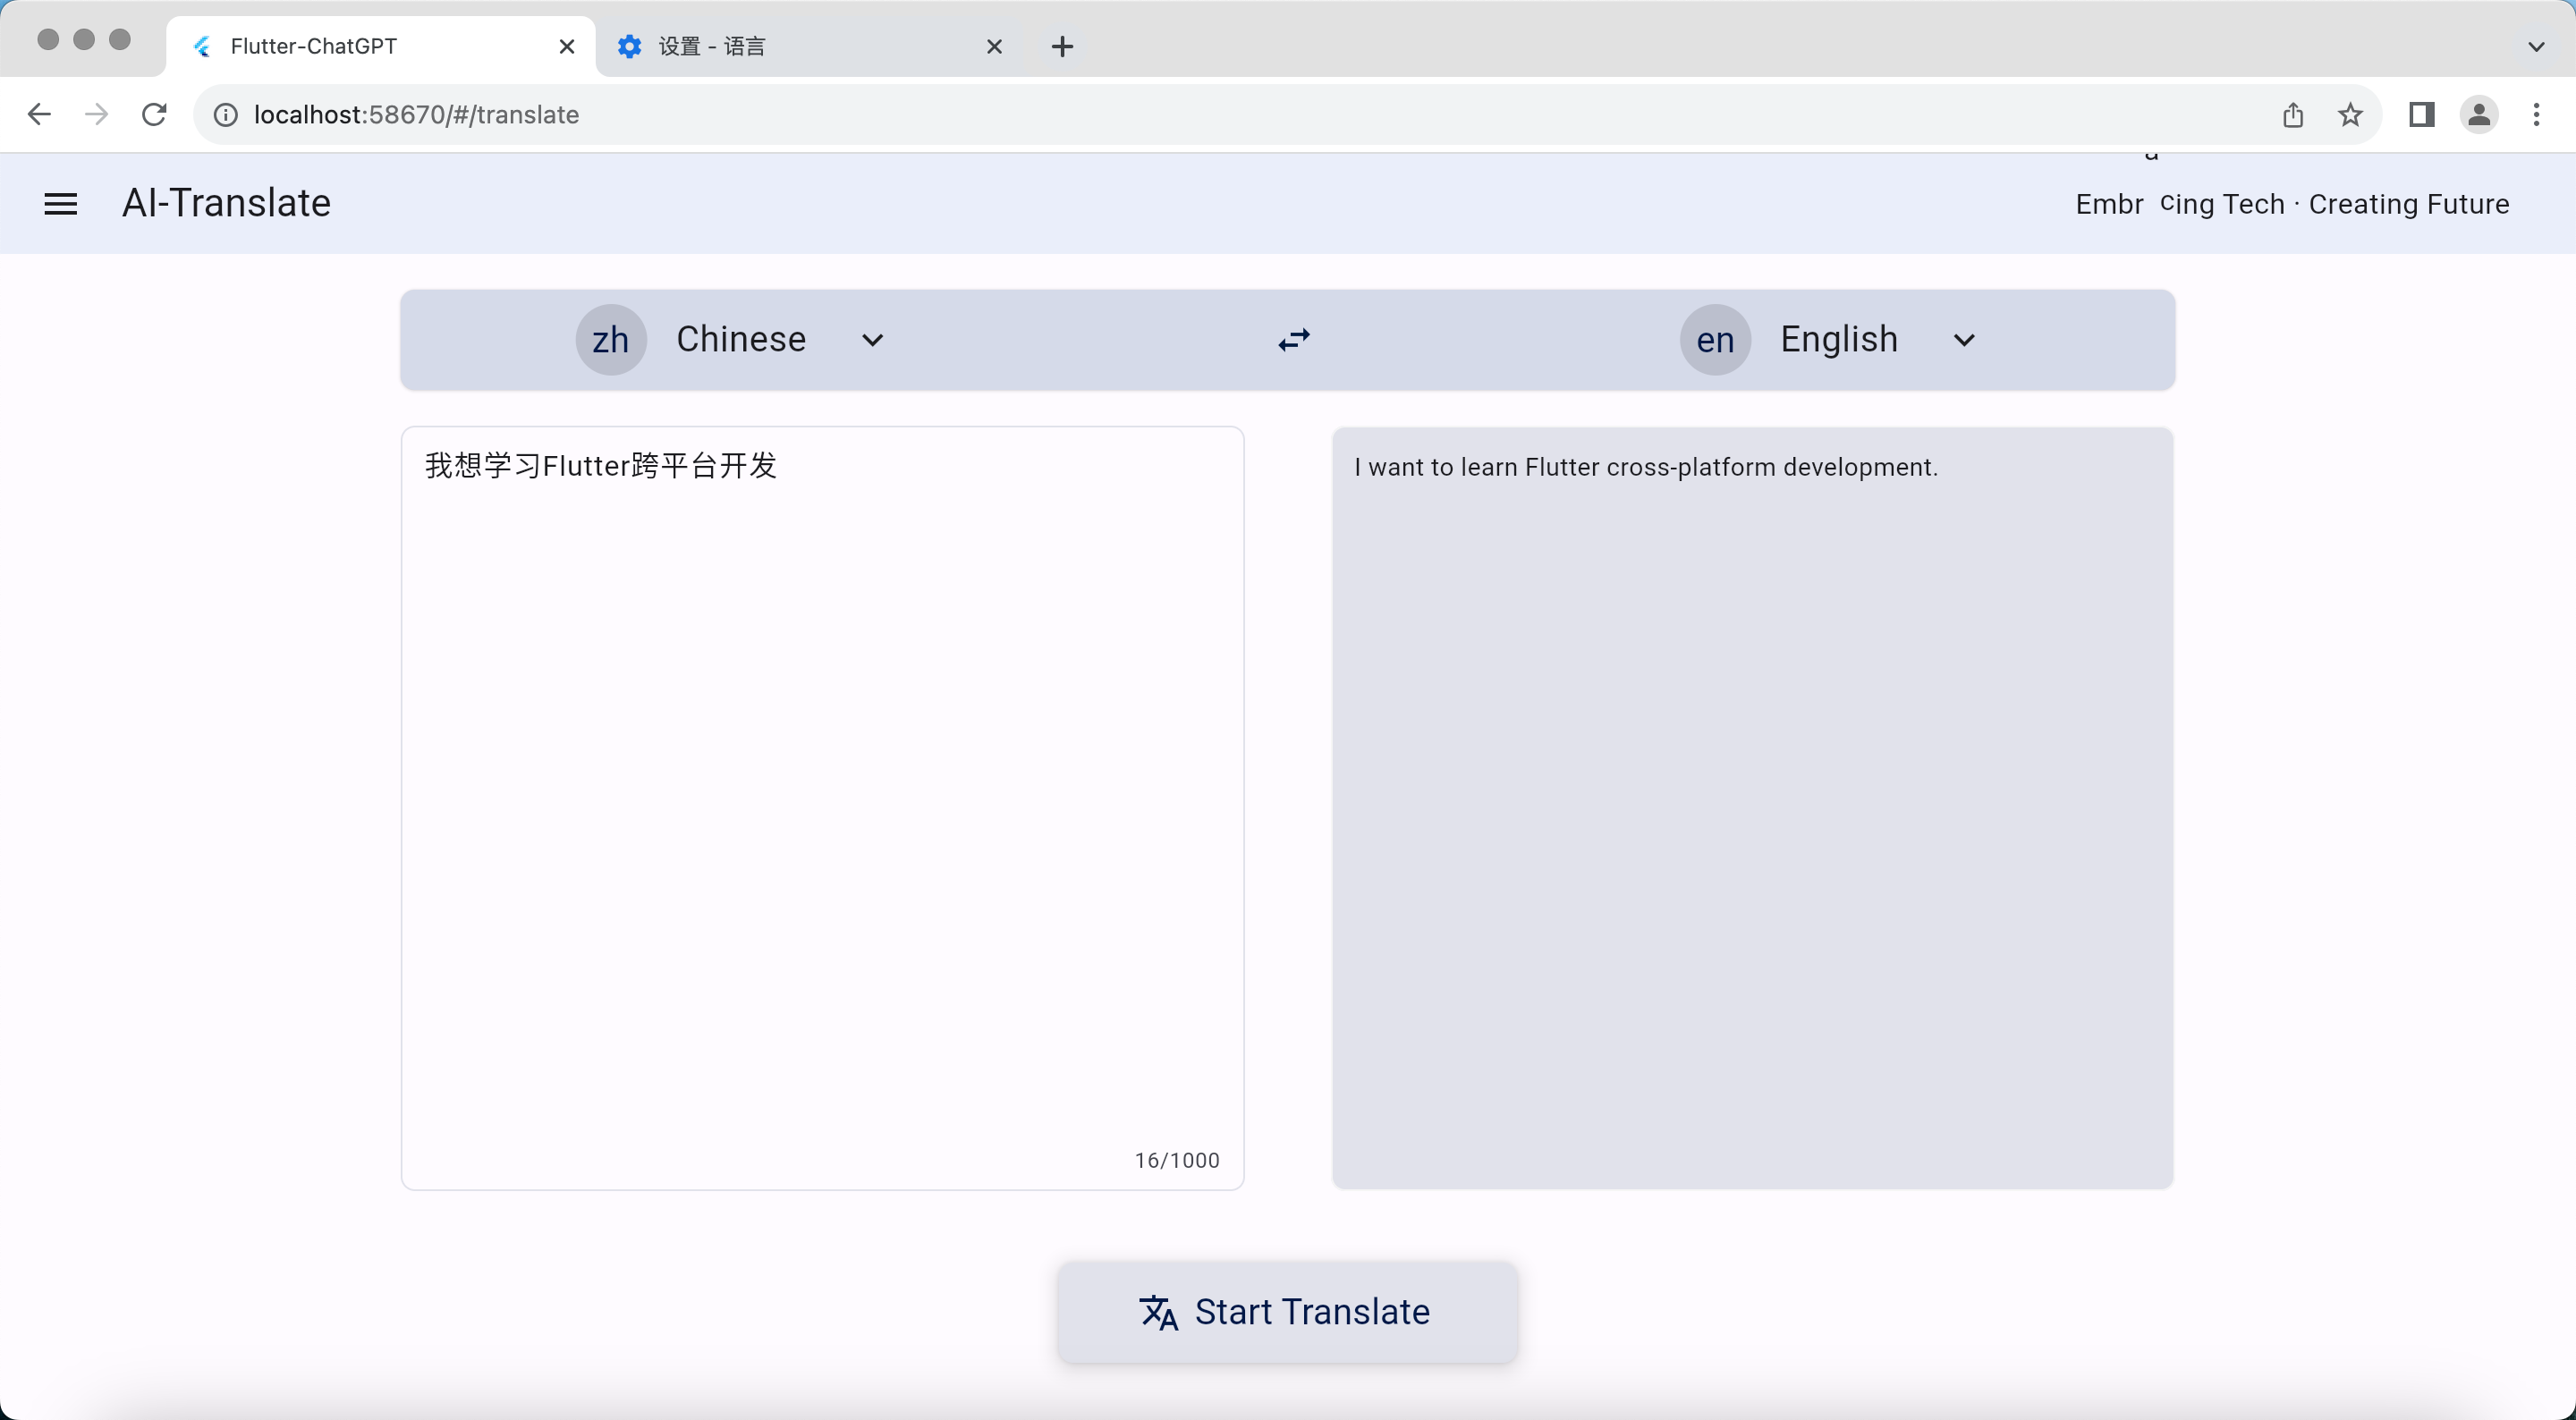 Flutter-ChatGPT
设置 - 语言
localhost:58670/#/translate
AI-Translate
a
Embr cing Tech · Creating Future
zh Chinese
en English
我想学习Flutter跨平台开发
I want to learn Flutter cross-platform development.
16/1000
Start Translate